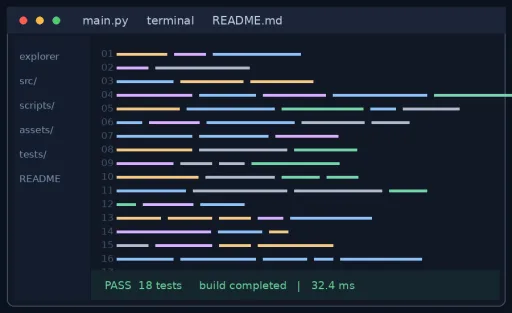 main.py terminal README.md
explorer
src/
scripts/
assets/
tests/
README
01
02
03
04
05
06
07
08
09
10
11
12
13
14
15
16
PASS 18 tests build completed | 32.4 ms